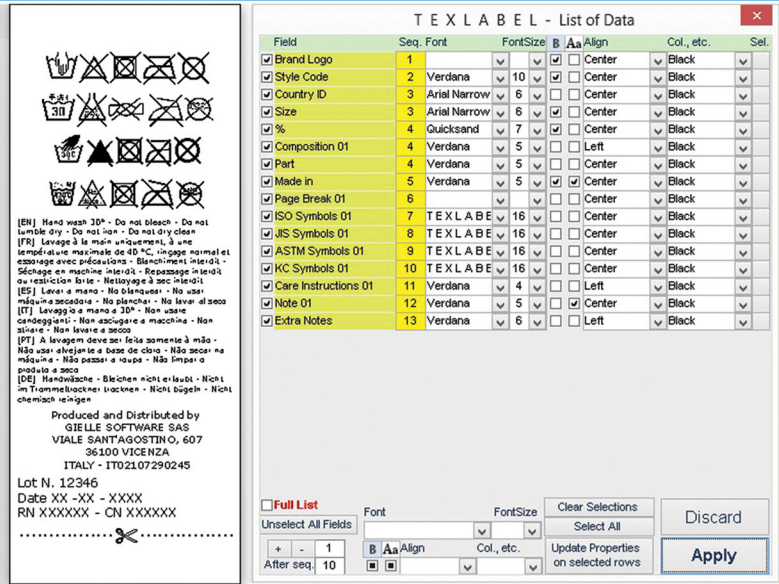 30
[EN] Hand wash 30° - Do not bleach - Do not
tumble dry - Do not iron - Do not dry clean
[FR] Lavage à la main uniquement, à une
température maximale de 40 °C, rinçage normal et
essorage avec précautions - Blanchiment interdit -
Séchage en machine interdit - Repassage interdit
ou restriction forte - Nettoyage à sec interdit
[ES] Lavar a mano - No blanquear - No usar
máquina secadora - No planchar - No lavar al seco
[IT] Lavaggio a mano a 30° - Non usare
candeggianti - Non asciugare a macchina - Non
stirare - Non lavare a secco
[PT] A lavagem deve ser feita somente à mão -
Não usar alvejante a base de cloro - Não secar na
máquina - Não passar a roupa - Não limpar o
produto a seco
[DE] Handwäsche - Bleichen nicht erlaubt - Nicht
im Trommeltrockner trocknen - Nicht bügeln - Nicht
chemisch reinigen
Produced and Distributed by
GIELLE SOFTWARE SAS
VIALE SANT'AGOSTINO, 607
36100 VICENZA
ITALY - IT02107290245
Lot N. 12346
Date XX -XX - XXXX
RN XXXXXX - CN XXXXXX
T E X L A B E L - List of Data
Field Seq. Font FontSize B Aa Align Col., etc. Sel.
Brand Logo 1 Center Black
Style Code 2 Verdana 10 Center Black
Country ID 3 Arial Narrow 6 Center Black
Size 3 Arial Narrow 6 Center Black
% 4 Quicksand 7 Center Black
Composition 01 4 Verdana 5 Left Black
Part 4 Verdana 5 Center Black
Made in 5 Verdana 5 Center Black
Page Break 01 6 Center Black
ISO Symbols 01 7 T E X L A B E 16 Center Black
JIS Symbols 01 8 T E X L A B E 16 Center Black
ASTM Symbols 01 9 T E X L A B E 16 Center Black
KC Symbols 01 10 T E X L A B E 16 Center Black
Care Instructions 01 11 Verdana 4 Left Black
Note 01 12 Verdana 5 Center Black
Extra Notes 13 Verdana 6 Left Black
Full List
Unselect All Fields
Font FontSize
Clear Selections
Select All
Discard
+ - 1
After seq. 10
B Aa Align Col., etc.
Update Properties
on selected rows
Apply